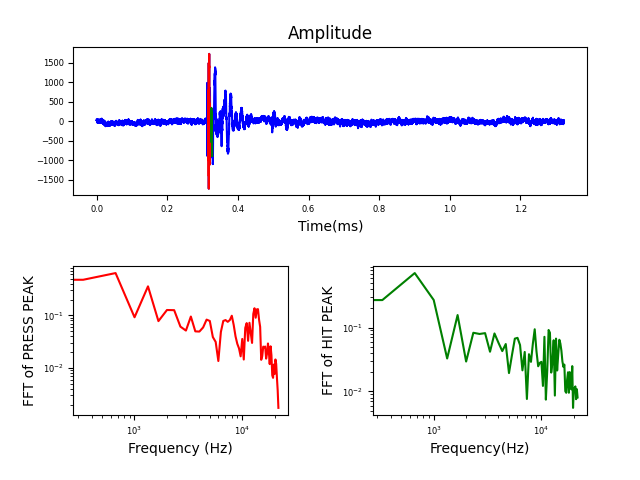 Amplitude
1500
1000
500
0
−500
−1000
−1500
0.0 0.2 0.4 0.6 0.8 1.0 1.2
Time(ms)
FFT of PRESS PEAK
10⁻¹
10⁻²
10³ 10⁴
Frequency (Hz)
FFT of HIT PEAK
10⁻¹
10⁻²
10³ 10⁴
Frequency(Hz)